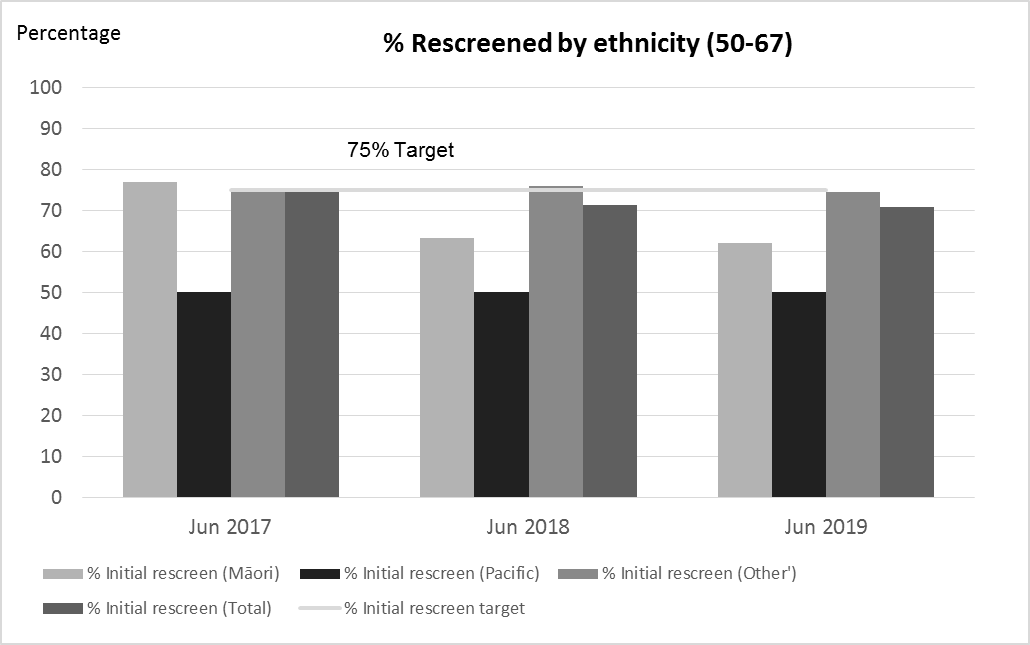 Percentage
% Rescreened by ethnicity (50-67)
100
90
75% Target
80
70
60
50
40
30
20
10
0
Jun 2017 Jun 2018 Jun 2019
% Initial rescreen (Māori) % Initial rescreen (Pacific) % Initial rescreen (Other')
% Initial rescreen (Total) % Initial rescreen target